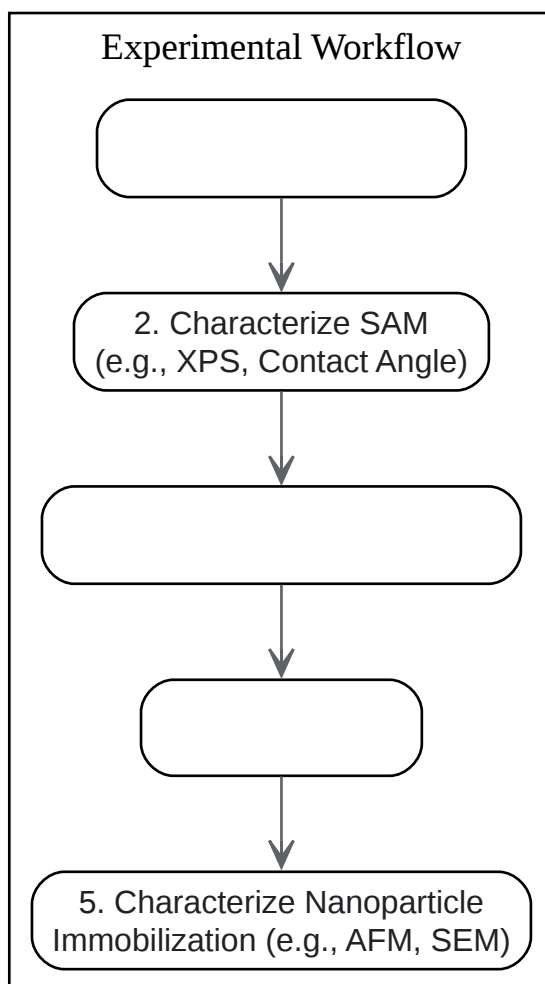 Experimental Workflow
2. Characterize SAM
(e.g., XPS, Contact Angle)
5. Characterize Nanoparticle
Immobilization (e.g., AFM, SEM)